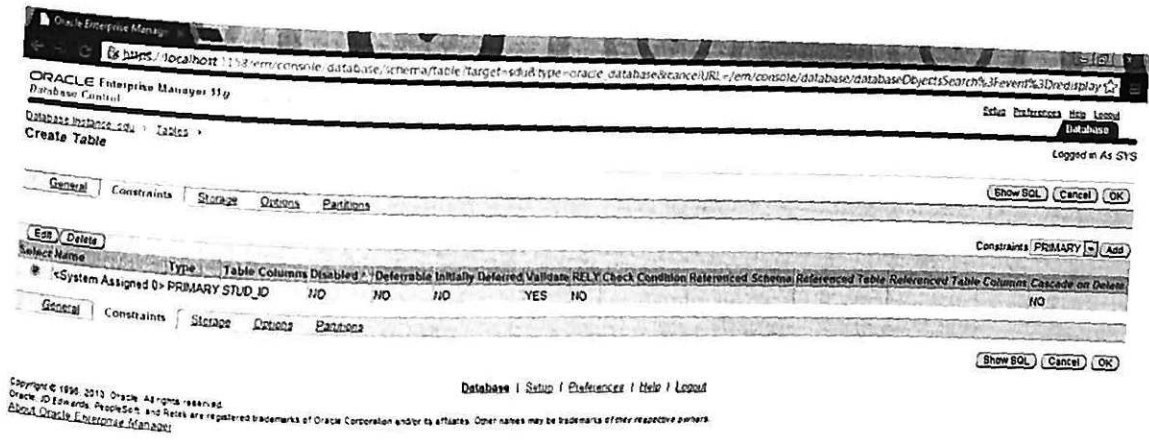 Oracle Enterprise Manag
https://localhost:1158/em/console/database/schema/table?target=sdu&type=oracle_database&cancelURL=/em/console/database/databaseObjectsSearch%3Fevent%3Dredisplay
ORACLE Enterprise Manager 11g
Database Control
Setup Preferences Help Logout
Database
Database Instance: sdu > Tables >
Logged in As SYS
Create Table
Show SQL Cancel OK
General Constraints Storage Options Partitions
Constraints PRIMARY Add
Edit Delete
Select Name Type Table Columns Disabled Deferrable Initially Deferred Validate RELY Check Condition Referenced Schema Referenced Table Referenced Table Columns Cascade on Delete
<System Assigned 0> PRIMARY STUD_ID NO NO NO YES NO NO
General Constraints Storage Options Partitions
Show SQL Cancel OK
Database | Setup | Preferences | Help | Logout
Copyright © 1996, 2010, Oracle. All rights reserved.
Oracle, JD Edwards, PeopleSoft, and Retek are registered trademarks of Oracle Corporation and/or its affiliates. Other names may be trademarks of their respective owners.
About Oracle Enterprise Manager